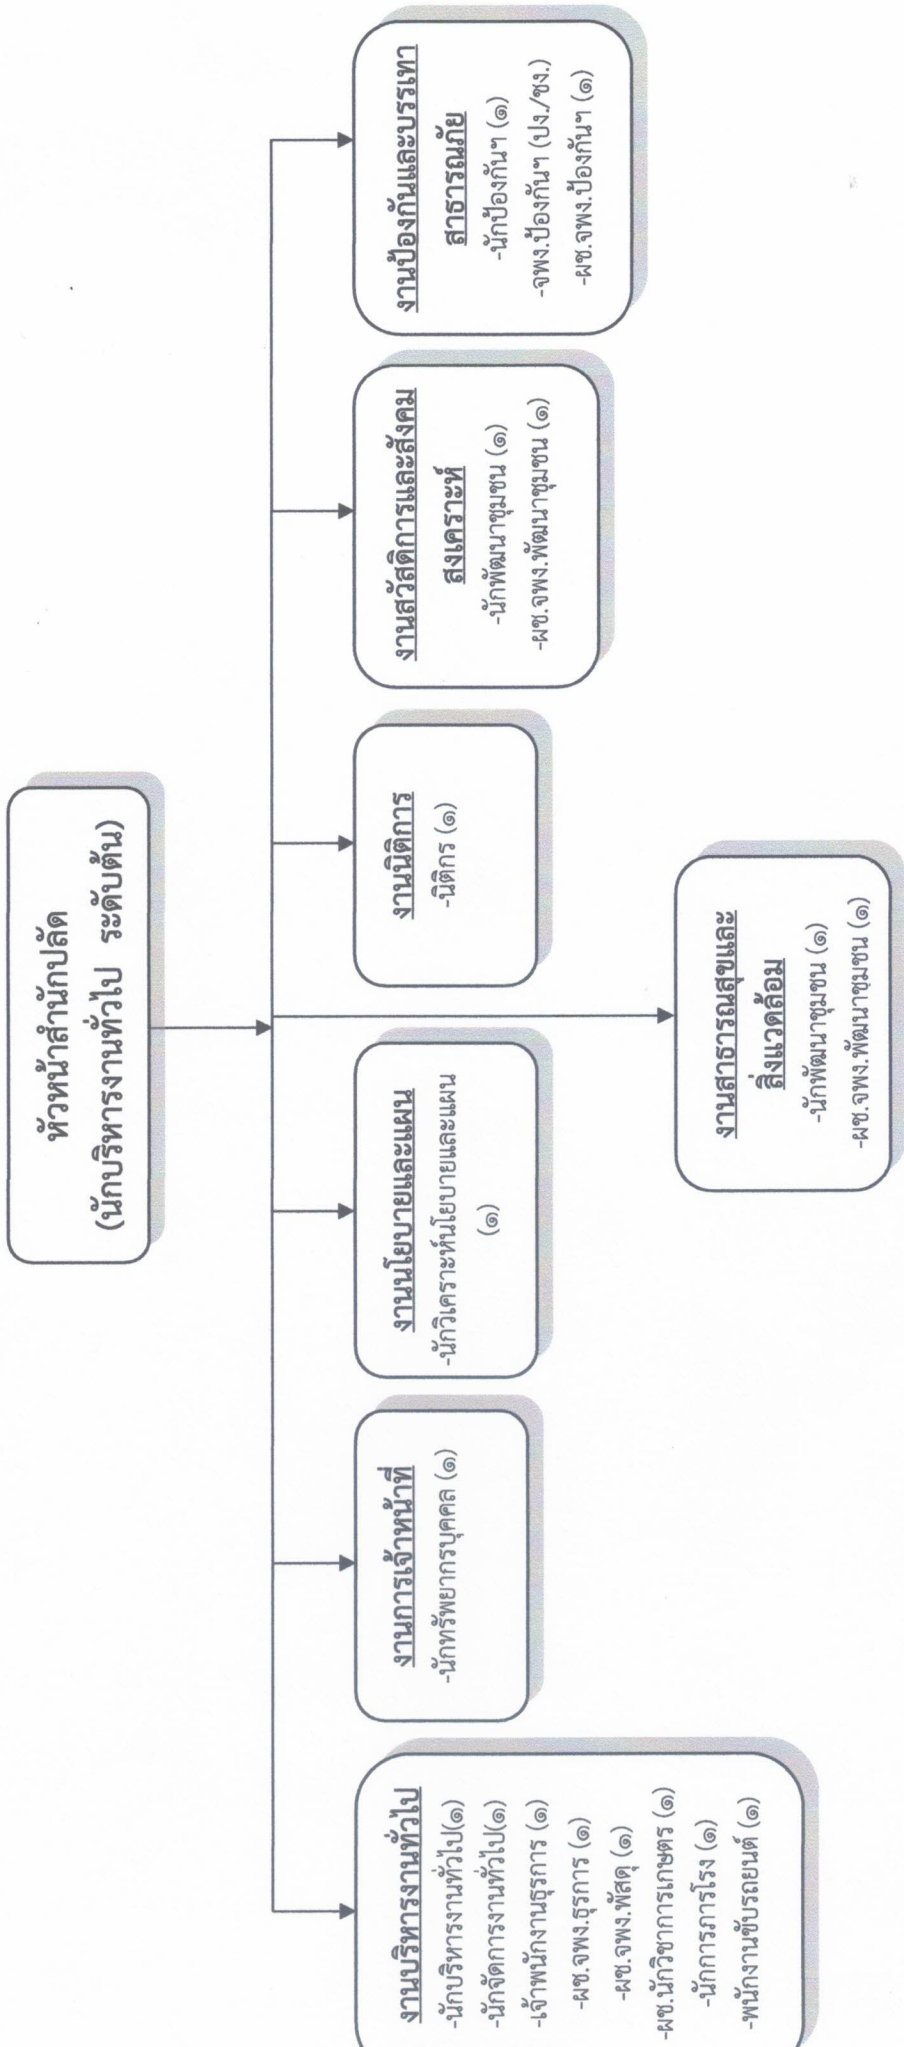 หัวหน้าสำนักปลัด
(นักบริหารงานทั่วไป ระดับต้น)
งานบริหารงานทั่วไป
-นักบริหารงานทั่วไป(๑)
-นักจัดการงานทั่วไป(๑)
-เจ้าพนักงานธุรการ (๑)
-ผช.จพง.ธุรการ (๑)
-ผช.จพง.พัสดุ (๑)
-ผช.นักวิชาการเกษตร (๑)
-นักการภารโรง (๑)
-พนักงานขับรถยนต์ (๑)
งานการเจ้าหน้าที่
-นักทรัพยากรบุคคล (๑)
งานนโยบายและแผน
-นักวิเคราะห์นโยบายและแผน
(๑)
งานนิติการ
-นิติกร (๑)
งานสวัสดิการและสังคม
สงเคราะห์
-นักพัฒนาชุมชน (๑)
-ผช.จพง.พัฒนาชุมชน (๑)
งานป้องกันและบรรเทา
สาธารณภัย
-นักป้องกันฯ (๑)
-จพง.ป้องกันฯ (ปง./ชง.)
-ผช.จพง.ป้องกันฯ (๑)
งานสาธารณสุขและ
สิ่งแวดล้อม
-นักพัฒนาชุมชน (๑)
-ผช.จพง.พัฒนาชุมชน (๑)